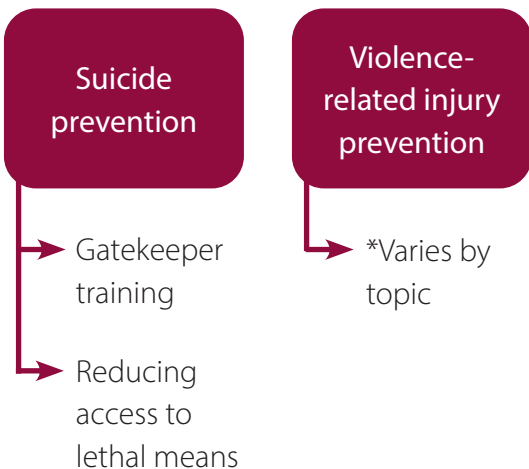 Suicide
prevention
Gatekeeper
training
Reducing
access to
lethal means
Violence-
related injury
prevention
*Varies by
topic